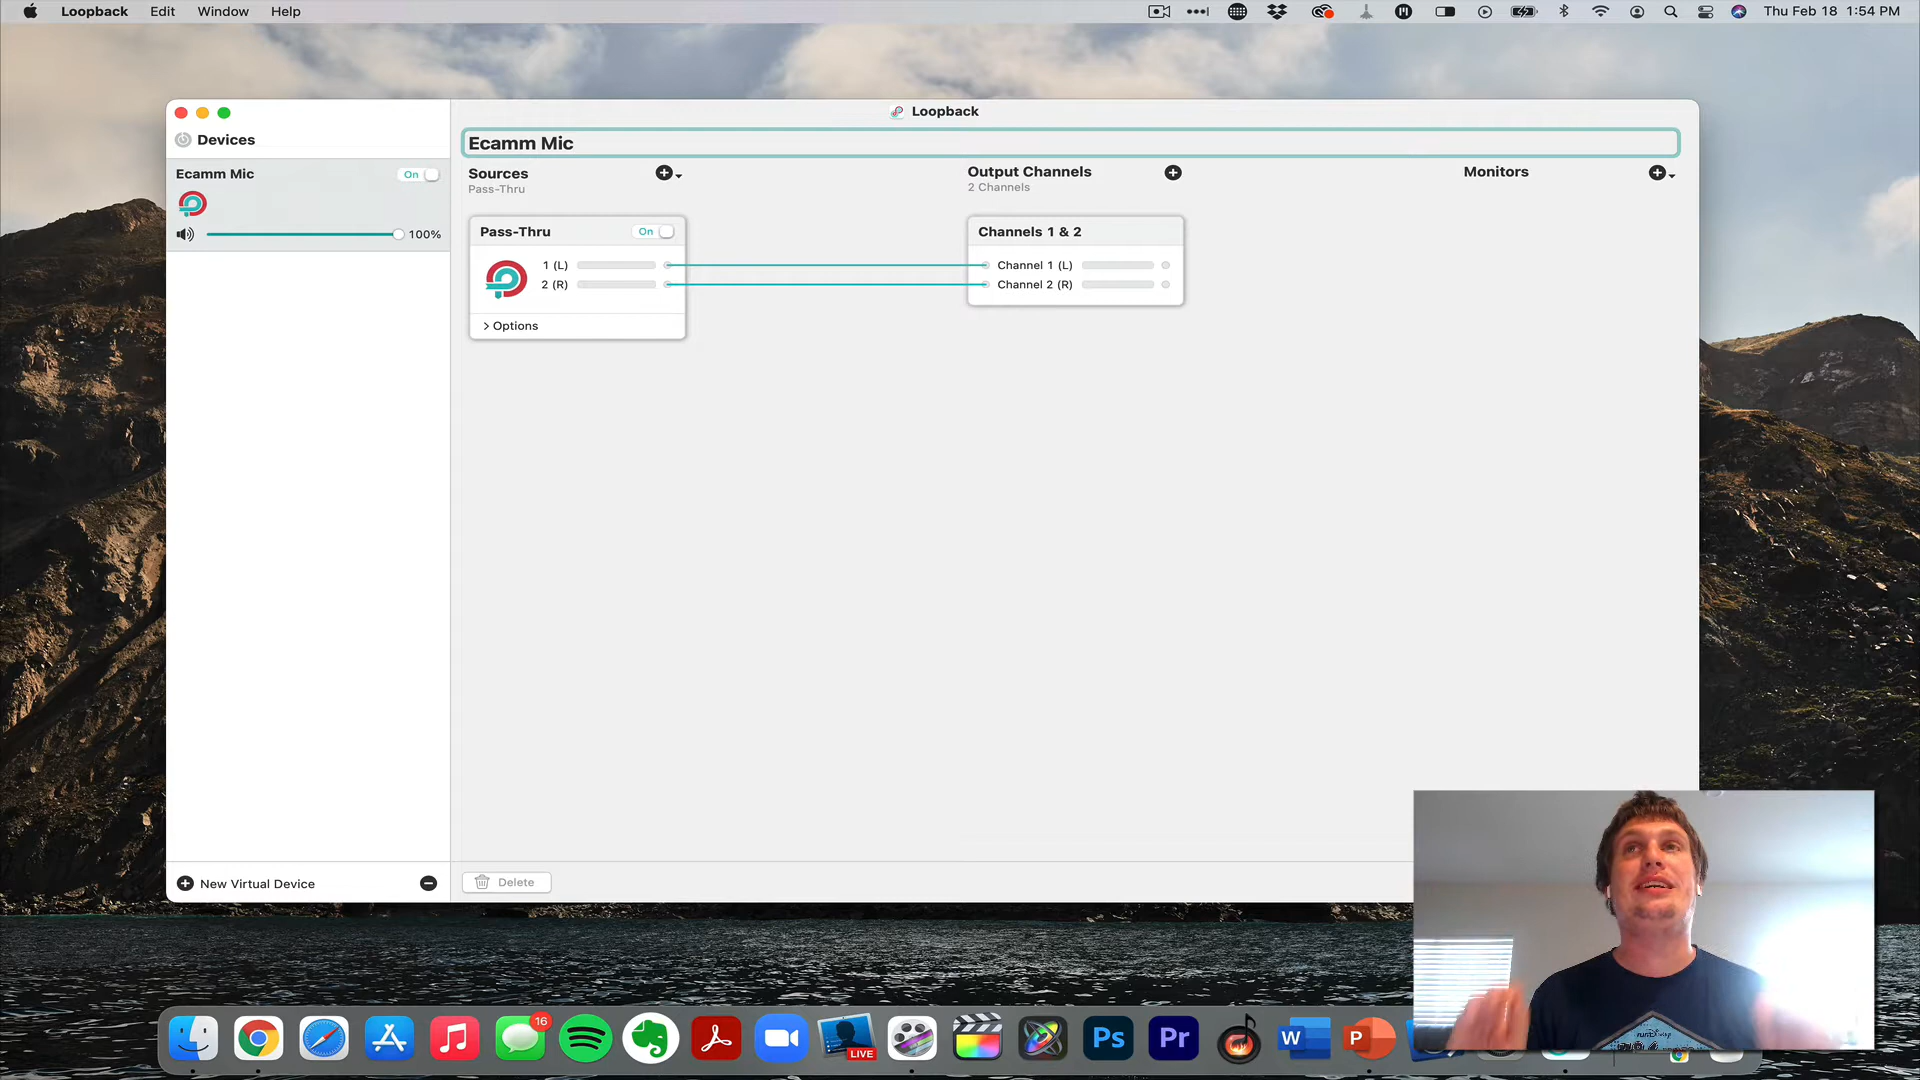 Loopback Edit Window Help
Thu Feb 18 1:54 PM
Loopback
Devices
Ecamm Mic
Ecamm Mic On
Sources
Pass-Thru
Output Channels
2 Channels
Monitors
100%
Pass-Thru On
1 (L)
2 (R)
> Options
Channels 1 & 2
Channel 1 (L)
Channel 2 (R)
New Virtual Device
Delete
16
LIVE
Ps
Pr
W
P